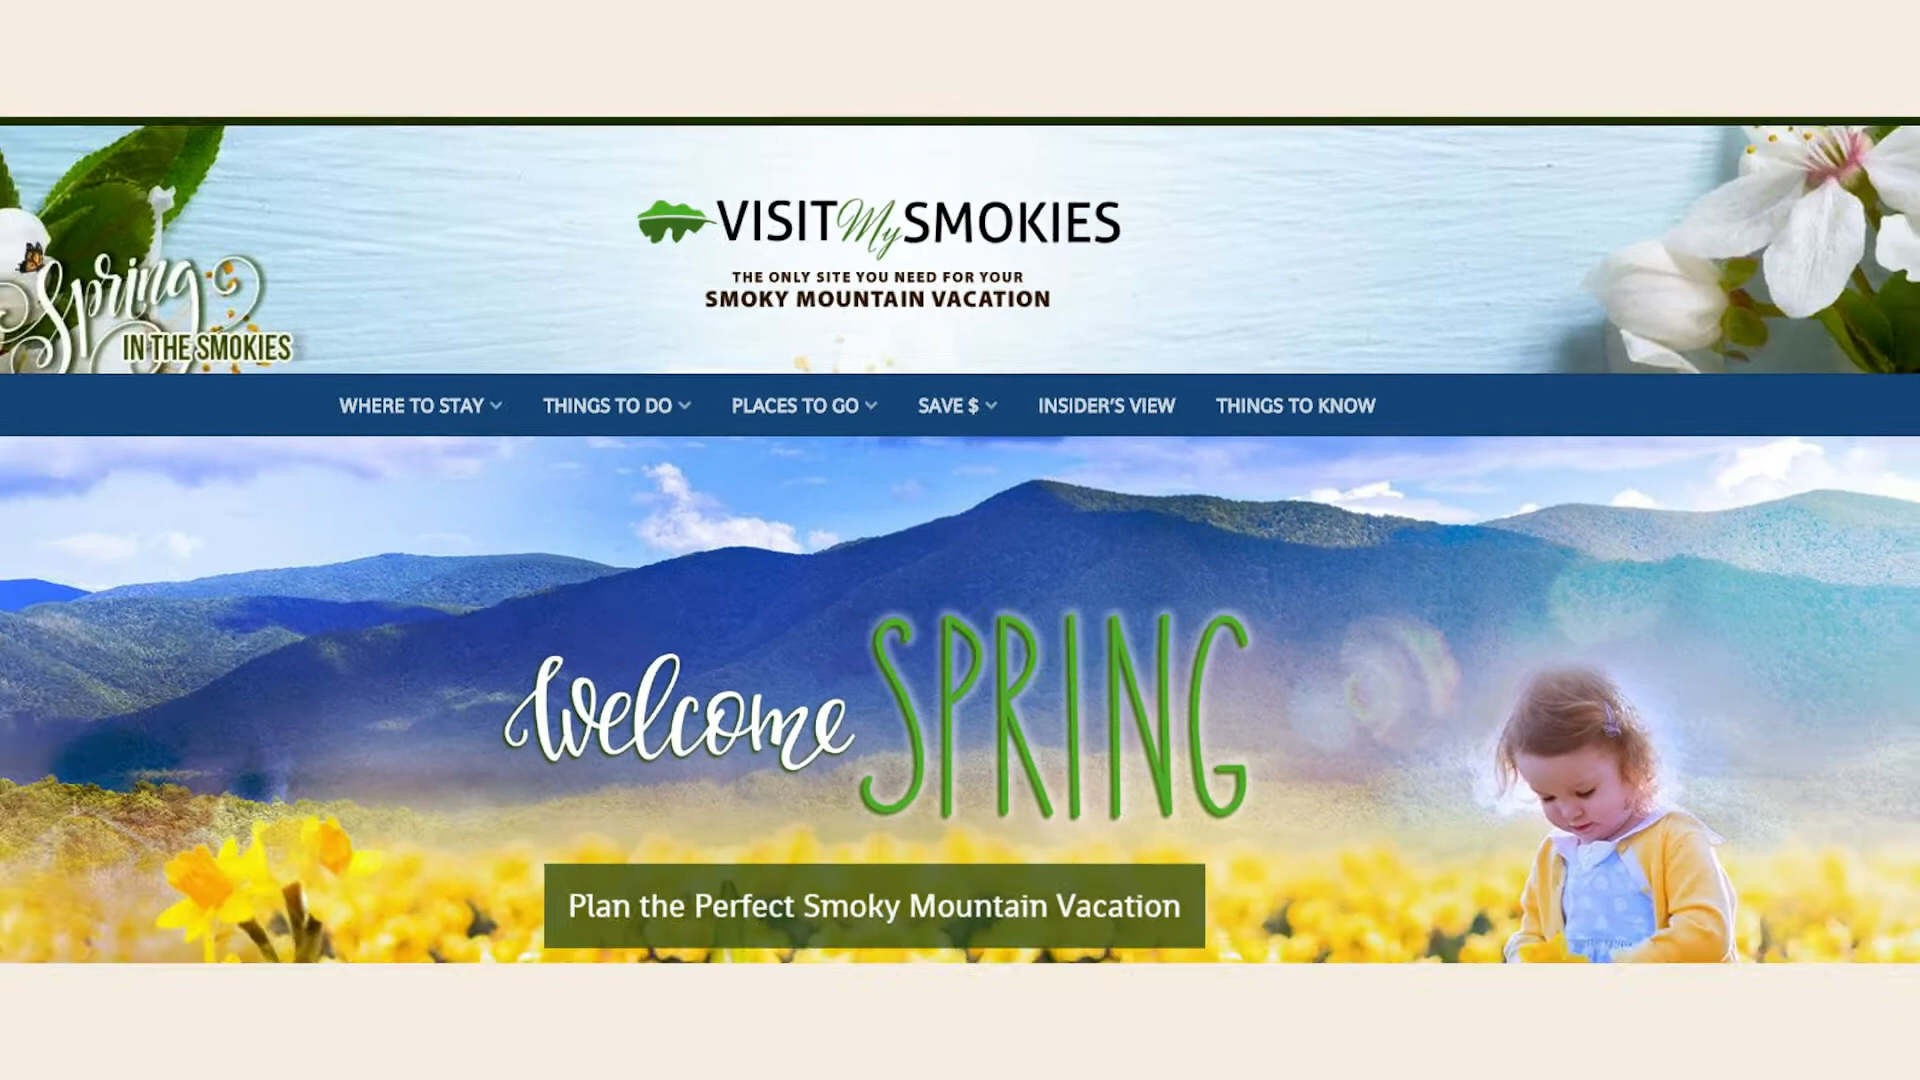 VISIT My SMOKIES
THE ONLY SITE YOU NEED FOR YOUR
SMOKY MOUNTAIN VACATION
Spring
IN THE SMOKIES
WHERE TO STAY THINGS TO DO PLACES TO GO SAVE $ INSIDER'S VIEW THINGS TO KNOW
Welcome SPRING
Plan the Perfect Smoky Mountain Vacation